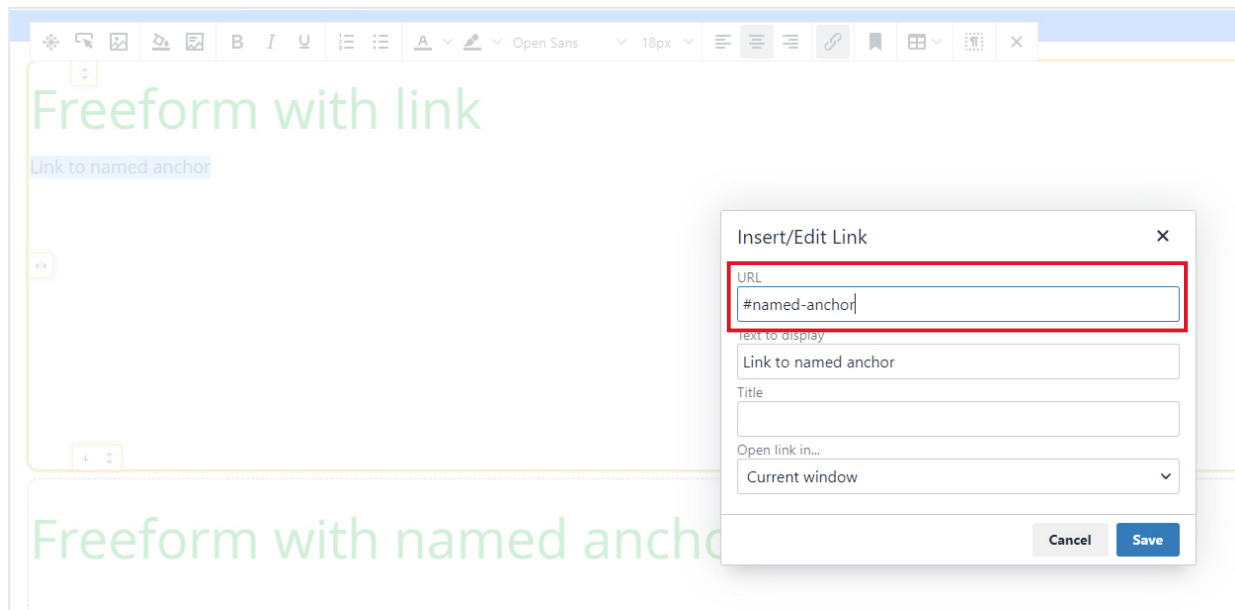 Open Sans
18px
Freeform with link
Link to named anchor
Insert/Edit Link
URL
#named-anchor
Text to display
Link to named anchor
Title
Open link in...
Current window
Cancel
Save
Freeform with named